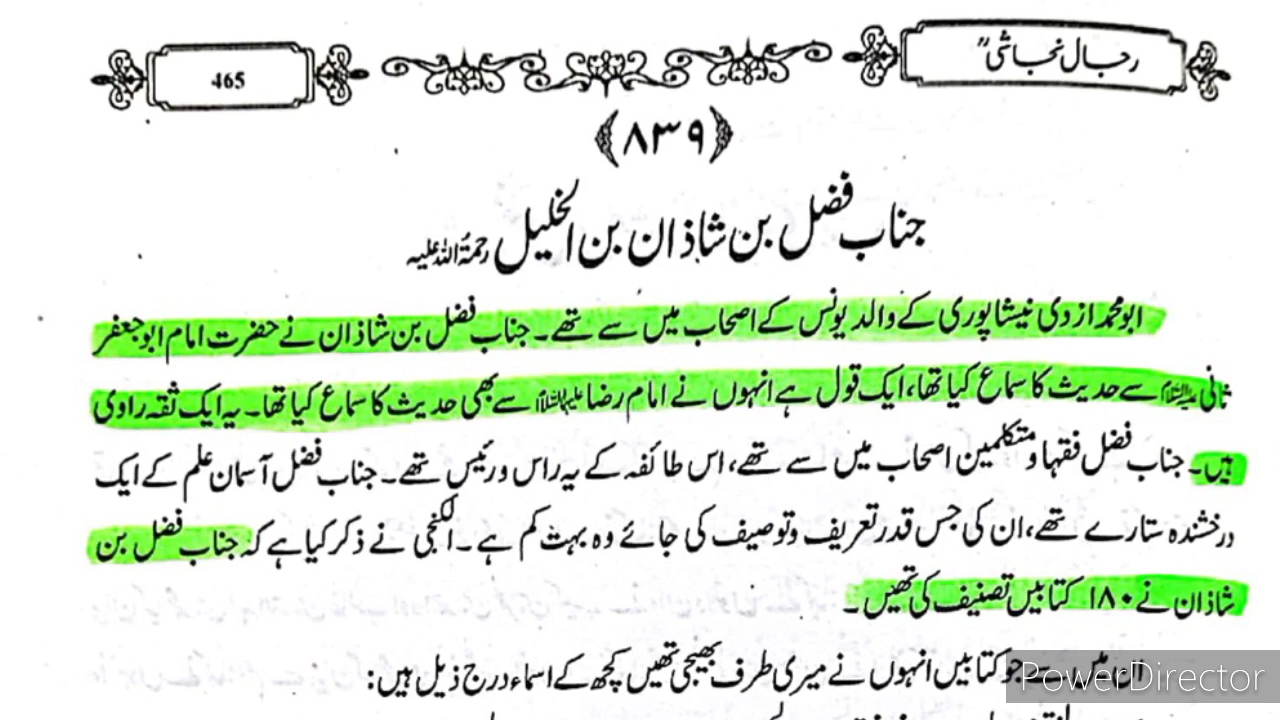 رجال نجاشیؒ
465
﴿۸۳۹﴾
جناب فضل بن شاذان بن الخلیل رحمۃ اللہ علیہ
ابو محمد ازدی نیشاپوری کے والد یونس کے اصحاب میں سے تھے۔ جناب فضل بن شاذان نے حضرت امام ابو جعفر
ثانی علیہ السلام سے حدیث کا سماع کیا تھا، ایک قول ہے انہوں نے امام رضا علیہ السلام سے بھی حدیث کا سماع کیا تھا۔ یہ ایک ثقہ راوی
ہیں۔ جناب فضل فقہا و متکلمین اصحاب میں سے تھے، اس طائفہ کے یہ راس و رئیس تھے۔ جناب فضل آسمان علم کے ایک
درخشندہ ستارے تھے، ان کی جس قدر تعریف و توصیف کی جائے وہ بہت کم ہے۔ الکنجی نے ذکر کیا ہے کہ جناب فضل بن
شاذان نے ۱۸۰ کتابیں تصنیف کی تھیں۔
ان میں سے جو کتابیں انہوں نے میری طرف بھیجی تھیں کچھ کے اسماء درج ذیل ہیں:
PowerDirector